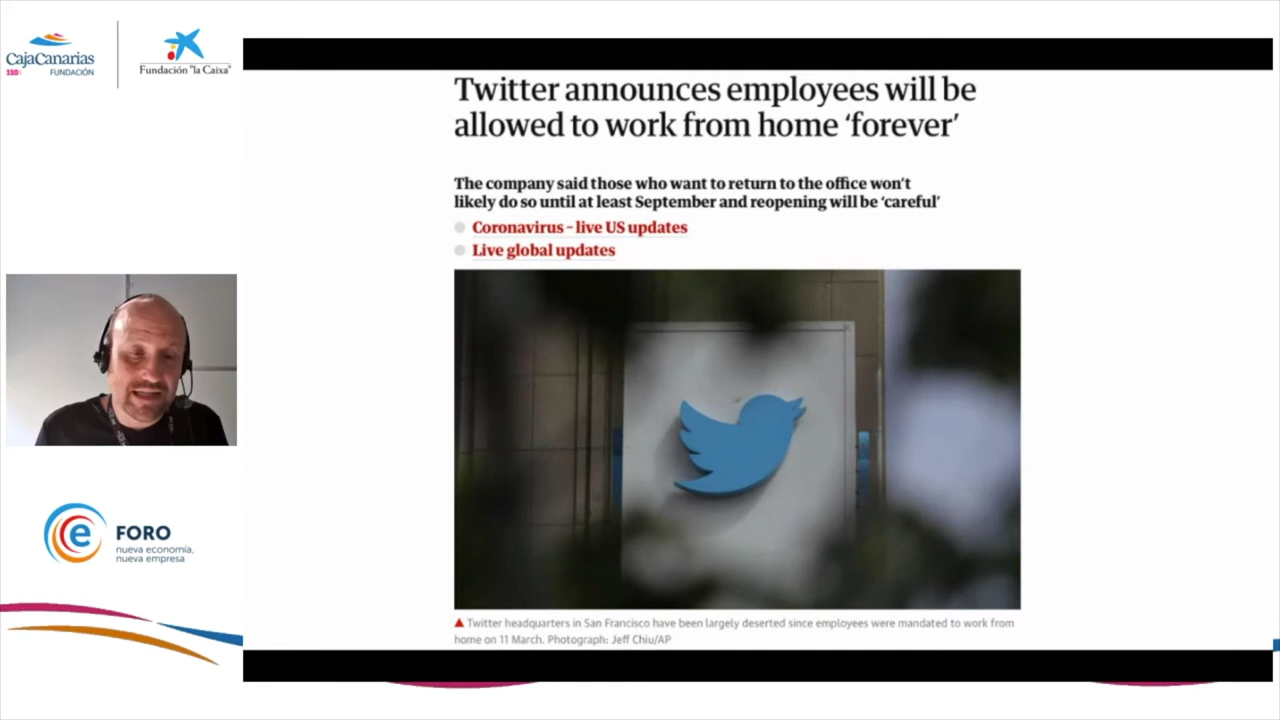 CajaCanarias
110 FUNDACIÓN
Fundación "la Caixa"
Twitter announces employees will be
allowed to work from home ‘forever’
The company said those who want to return to the office won’t
likely do so until at least September and reopening will be ‘careful’
Coronavirus – live US updates
Live global updates
Twitter headquarters in San Francisco have been largely deserted since employees were mandated to work from
home on 11 March. Photograph: Jeff Chiu/AP
e FORO
nueva economía,
nueva empresa